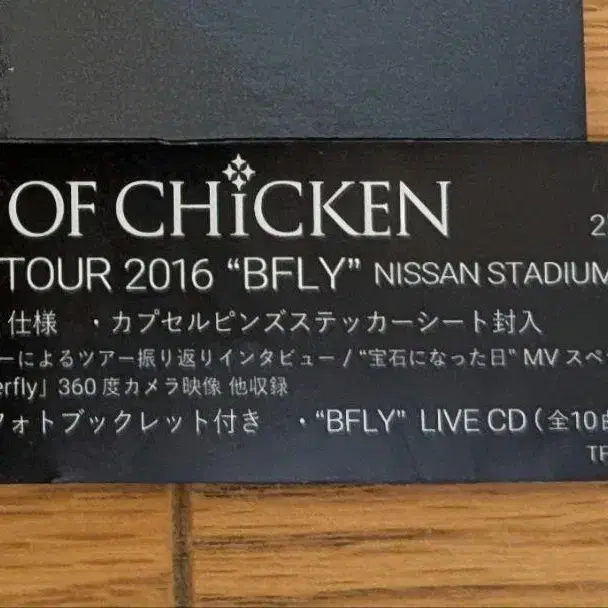 OF CHiCKEN
2
TOUR 2016 “BFLY” NISSAN STADIUM
仕様 ・カプセルピンズステッカーシート封入
ーによるツアー振り返りインタビュー / “宝石になった日” MV スペ
erfly」360 度カメラ映像 他収録
フォトブックレット付き ・“BFLY” LIVE CD（全10曲
TF